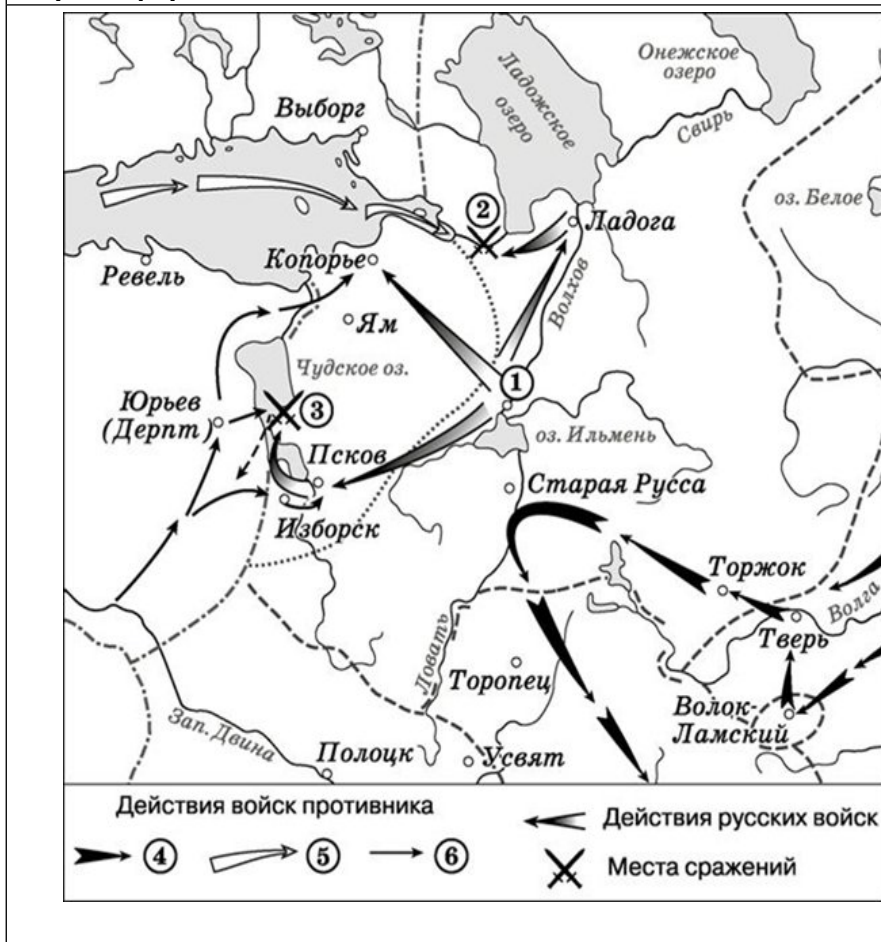 Онежское
озеро
Ладожское
озеро
Свирь
Выборг
оз. Белое
2
Ладога
Ревель
Копорье
Волхов
Ям
Чудское оз.
1
Юрьев
(Дерпт)
3
оз. Ильмень
Псков
Старая Русса
Изборск
Торжок
Волга
Тверь
Ловать
Торопец
Волок-
Ламский
Зап. Двина
Полоцк
Усвят
Действия войск противника
4 5 6
Действия русских войск
Места сражений